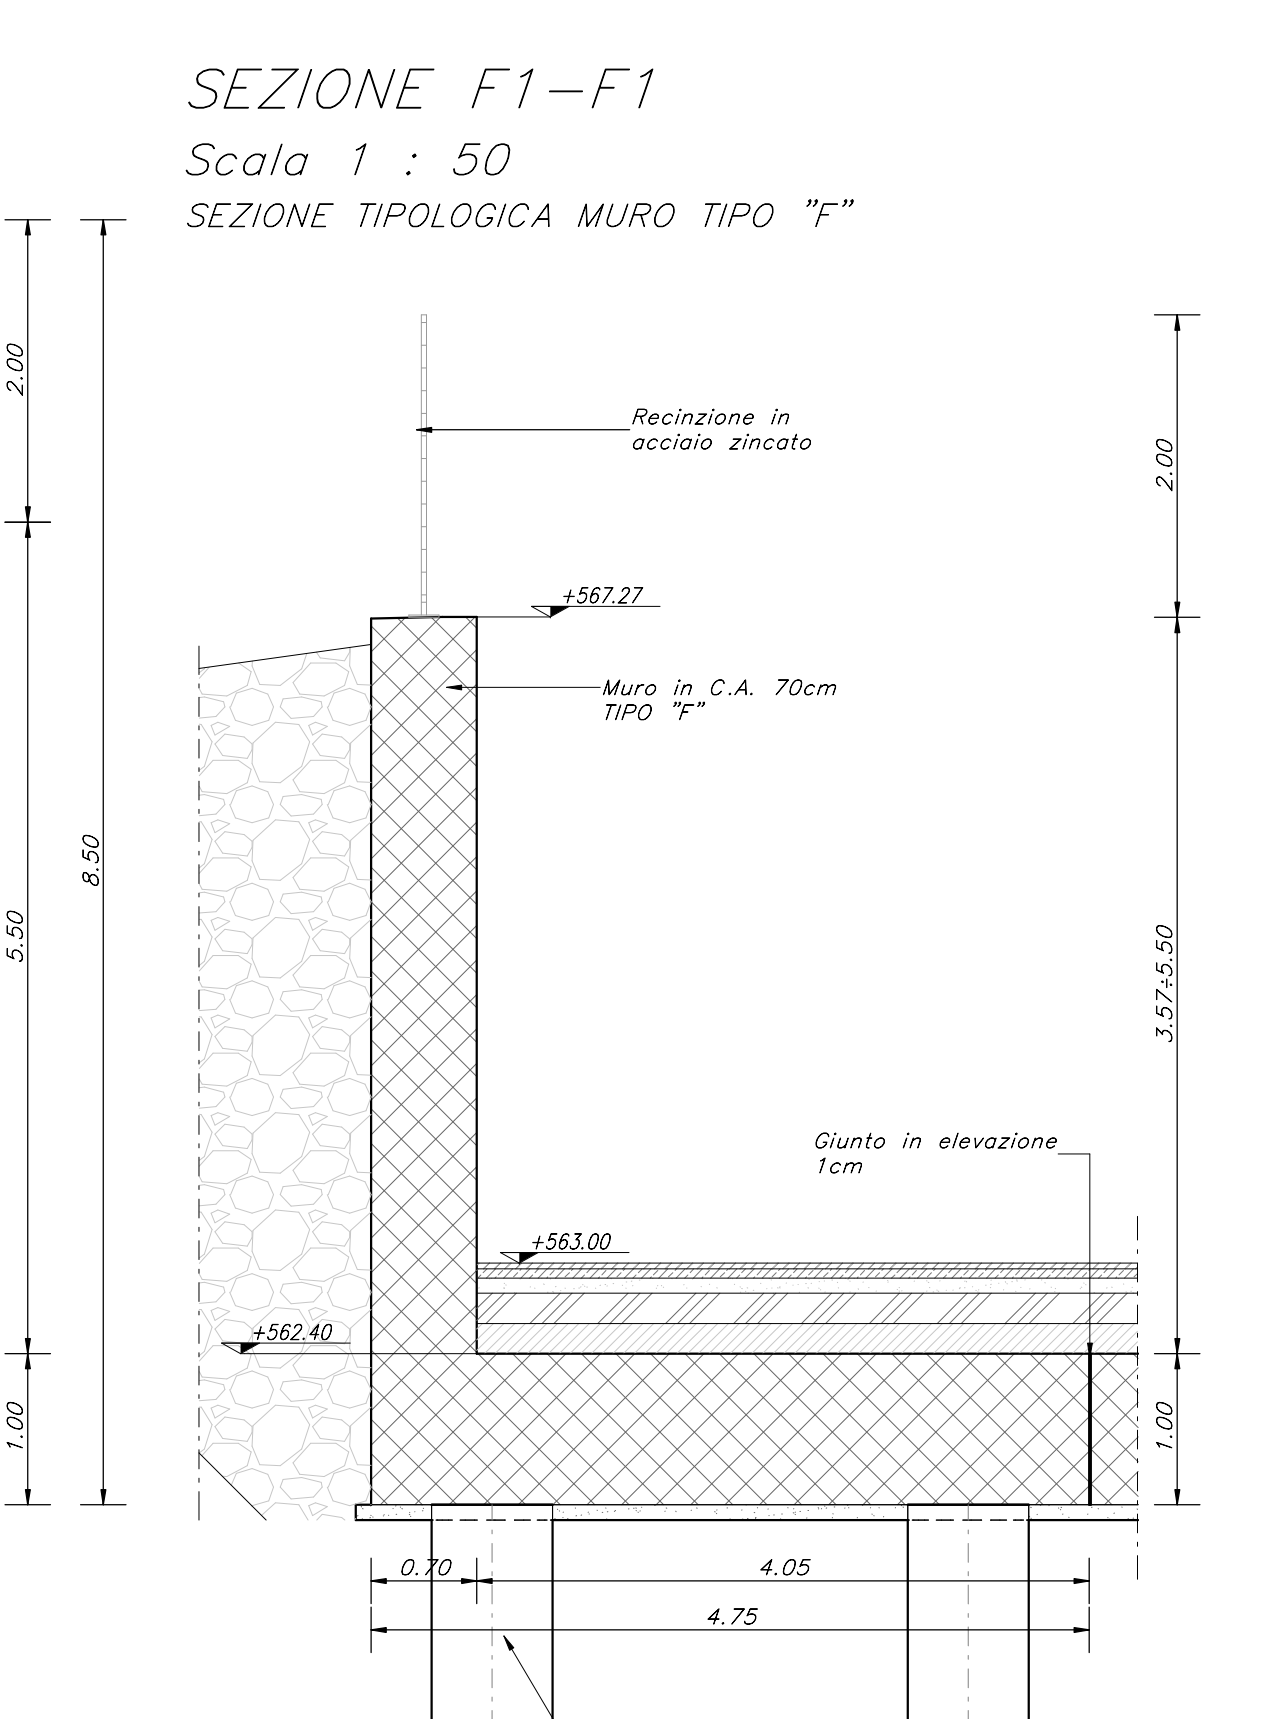 SEZIONE F1-F1
Scala 1 : 50
SEZIONE TIPOLOGICA MURO TIPO "F"
2.00
2.00
Recinzione in
acciaio zincato
+567.27
Muro in C.A. 70cm
TIPO "F"
8.50
5.50
3.57÷5.50
Giunto in elevazione
1cm
+563.00
+562.40
1.00
1.00
0.70
4.05
4.75